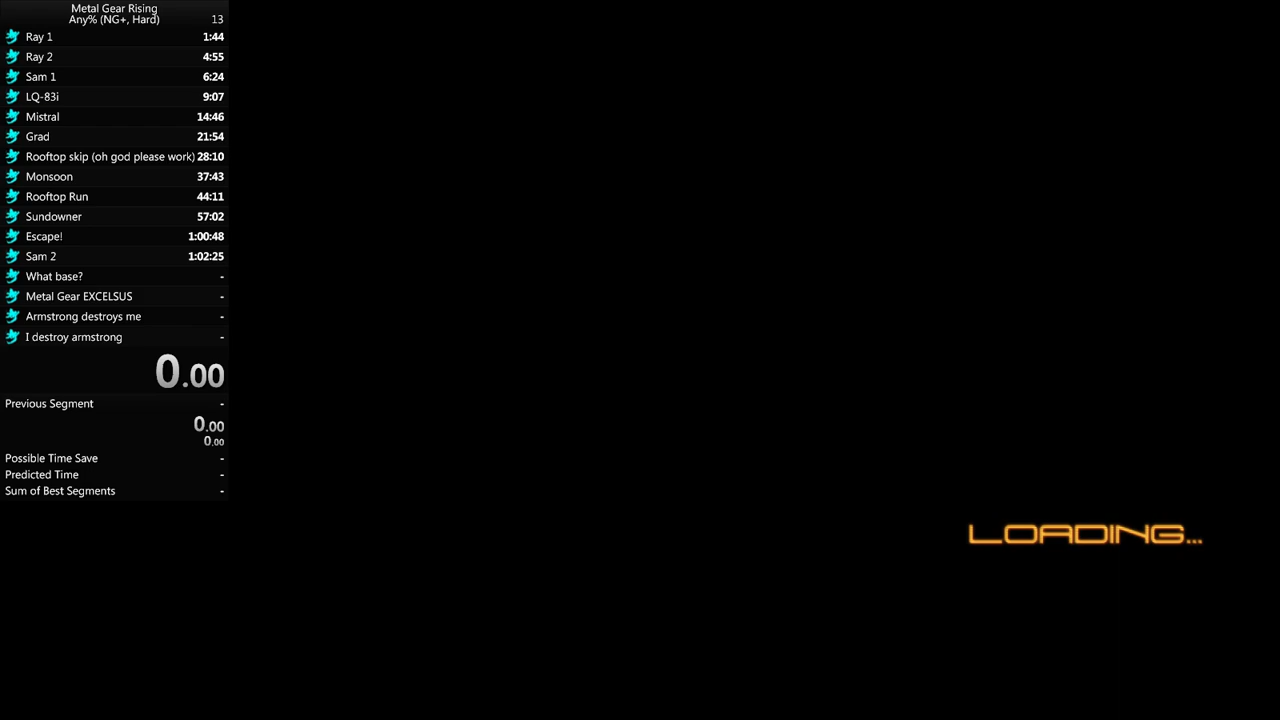 Metal Gear Rising
Any% (NG+, Hard) 13
Ray 1 1:44
Ray 2 4:55
Sam 1 6:24
LQ-83i 9:07
Mistral 14:46
Grad 21:54
Rooftop skip (oh god please work) 28:10
Monsoon 37:43
Rooftop Run 44:11
Sundowner 57:02
Escape! 1:00:48
Sam 2 1:02:25
What base? -
Metal Gear EXCELSUS -
Armstrong destroys me -
I destroy armstrong -
0.00
Previous Segment -
0.00
0.00
Possible Time Save -
Predicted Time -
Sum of Best Segments -
LOADING...